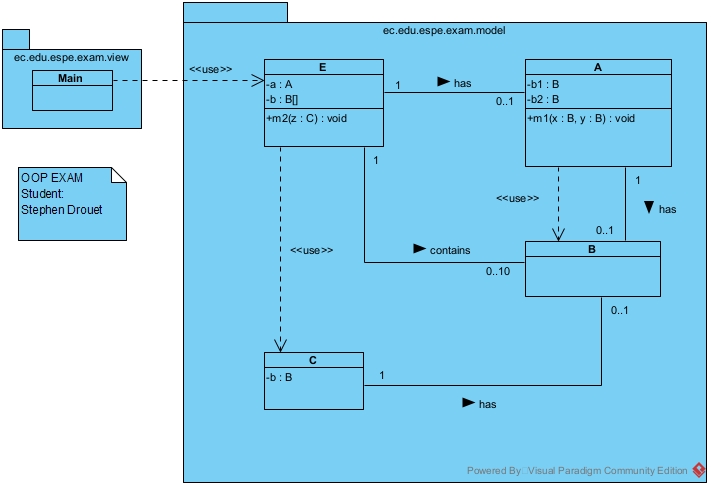 ec.edu.espe.exam.model
ec.edu.espe.exam.view
Main
<<use>>
E
-a : A
-b : B[]
+m2(z : C) : void
1
has
0..1
A
-b1 : B
-b2 : B
+m1(x : B, y : B) : void
OOP EXAM
Student:
Stephen Drouet
1
<<use>>
1
has
0..1
<<use>>
contains
0..10
B
0..1
C
-b : B
1
has
Powered By: Visual Paradigm Community Edition